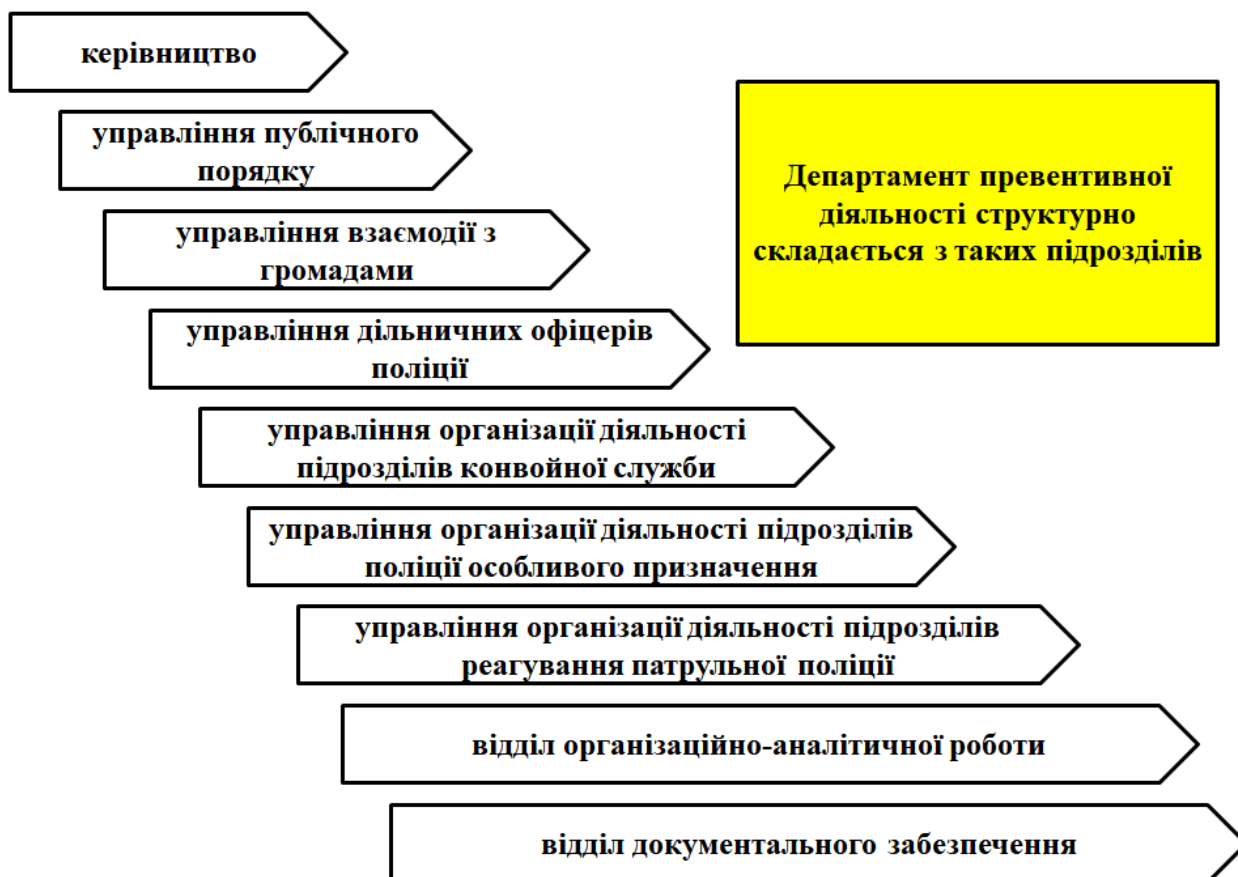 керівництво
управління публічного
порядку
Департамент превентивної
діяльності структурно
складається з таких підрозділів
управління взаємодії з
громадами
управління дільничних офіцерів
поліції
управління організації діяльності
підрозділів конвойної служби
управління організації діяльності підрозділів
поліції особливого призначення
управління організації діяльності підрозділів
реагування патрульної поліції
відділ організаційно-аналітичної роботи
відділ документального забезпечення